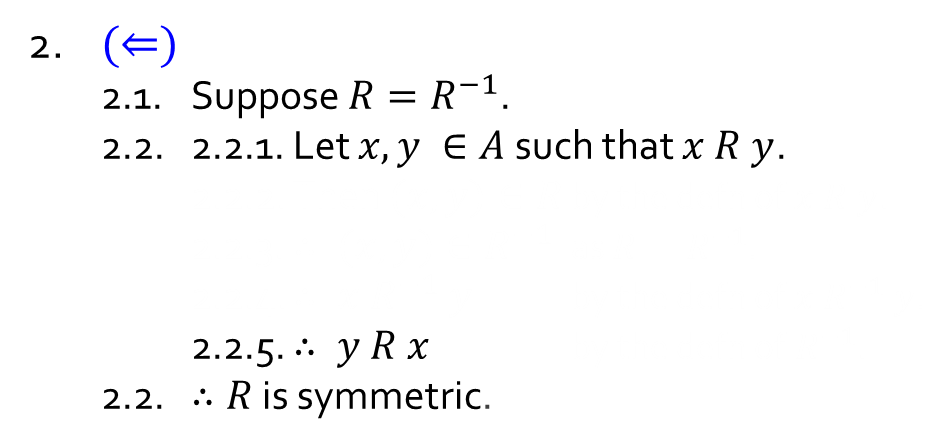 2. (⇐)
2.1. Suppose R = R⁻¹.
2.2. 2.2.1. Let x, y ∈ A such that x R y.
2.2.5. ∴ y R x
2.2. ∴ R is symmetric.